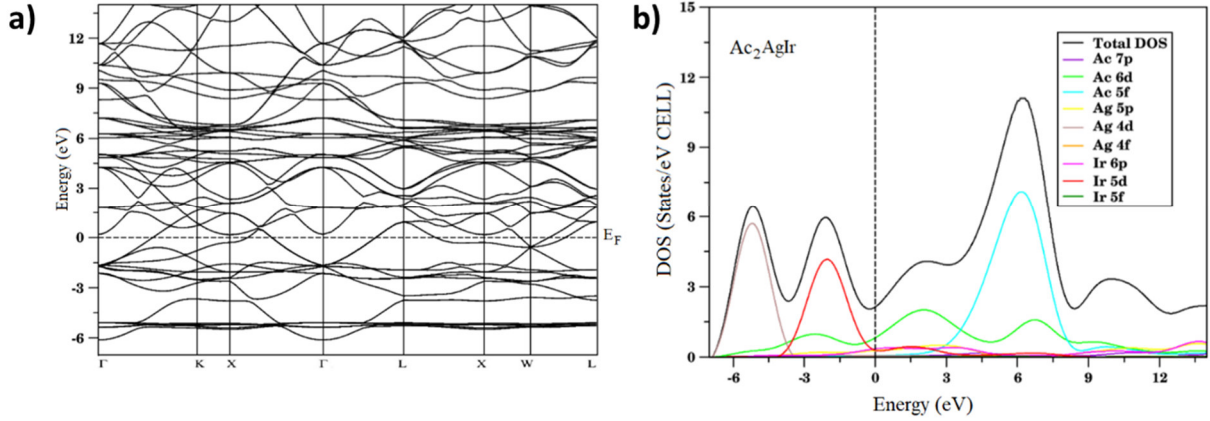 a)
12
9
6
3
0
-3
-6
Energy (eV)
E_F
Γ K X Γ L X W L
b)
15
12
9
6
3
0
DOS (States/eV CELL)
Ac₂AgIr
Total DOS
Ac 7p
Ac 6d
Ac 5f
Ag 5p
Ag 4d
Ag 4f
Ir 6p
Ir 5d
Ir 5f
-6 -3 0 3 6 9 12
Energy (eV)